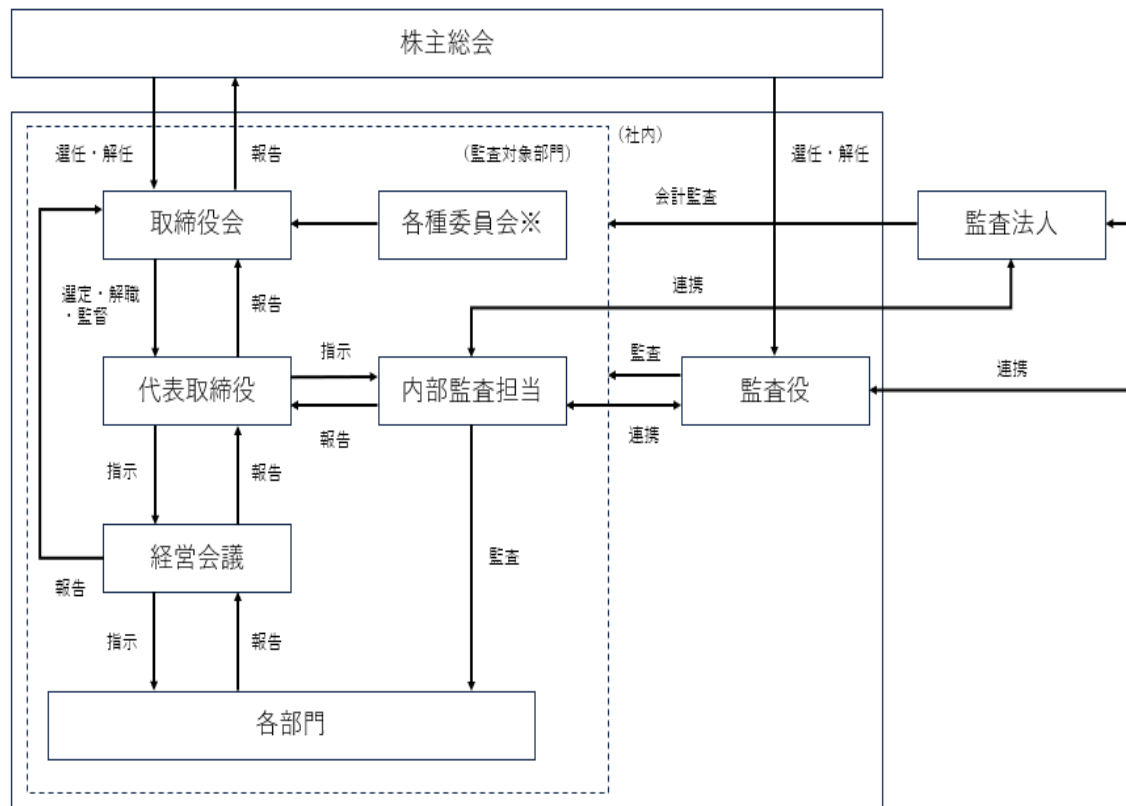 株主総会
(社内)
選任・解任
報告
(監査対象部門)
選任・解任
会計監査
取締役会
各種委員会※
監査法人
選定・解職
・監督
報告
連携
指示
監査
代表取締役
内部監査担当
監査役
連携
報告
連携
指示
報告
経営会議
監査
報告
指示
報告
各部門